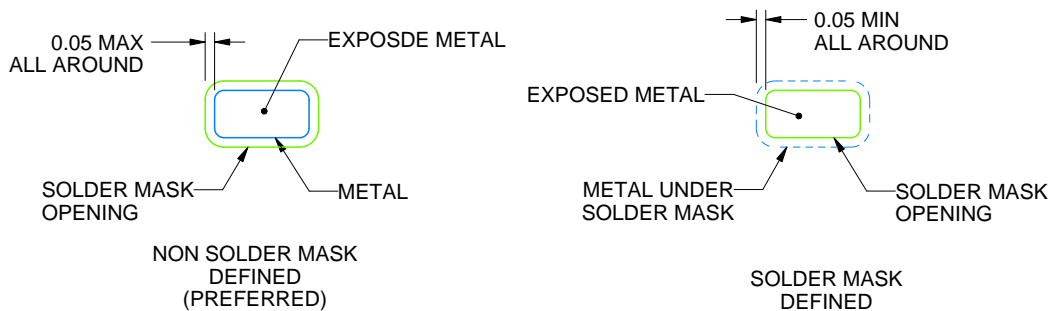 0.05 MAX
ALL AROUND
EXPOSDE METAL
SOLDER MASK
OPENING
METAL
NON SOLDER MASK
DEFINED
(PREFERRED)
0.05 MIN
ALL AROUND
EXPOSED METAL
METAL UNDER
SOLDER MASK
SOLDER MASK
OPENING
SOLDER MASK
DEFINED